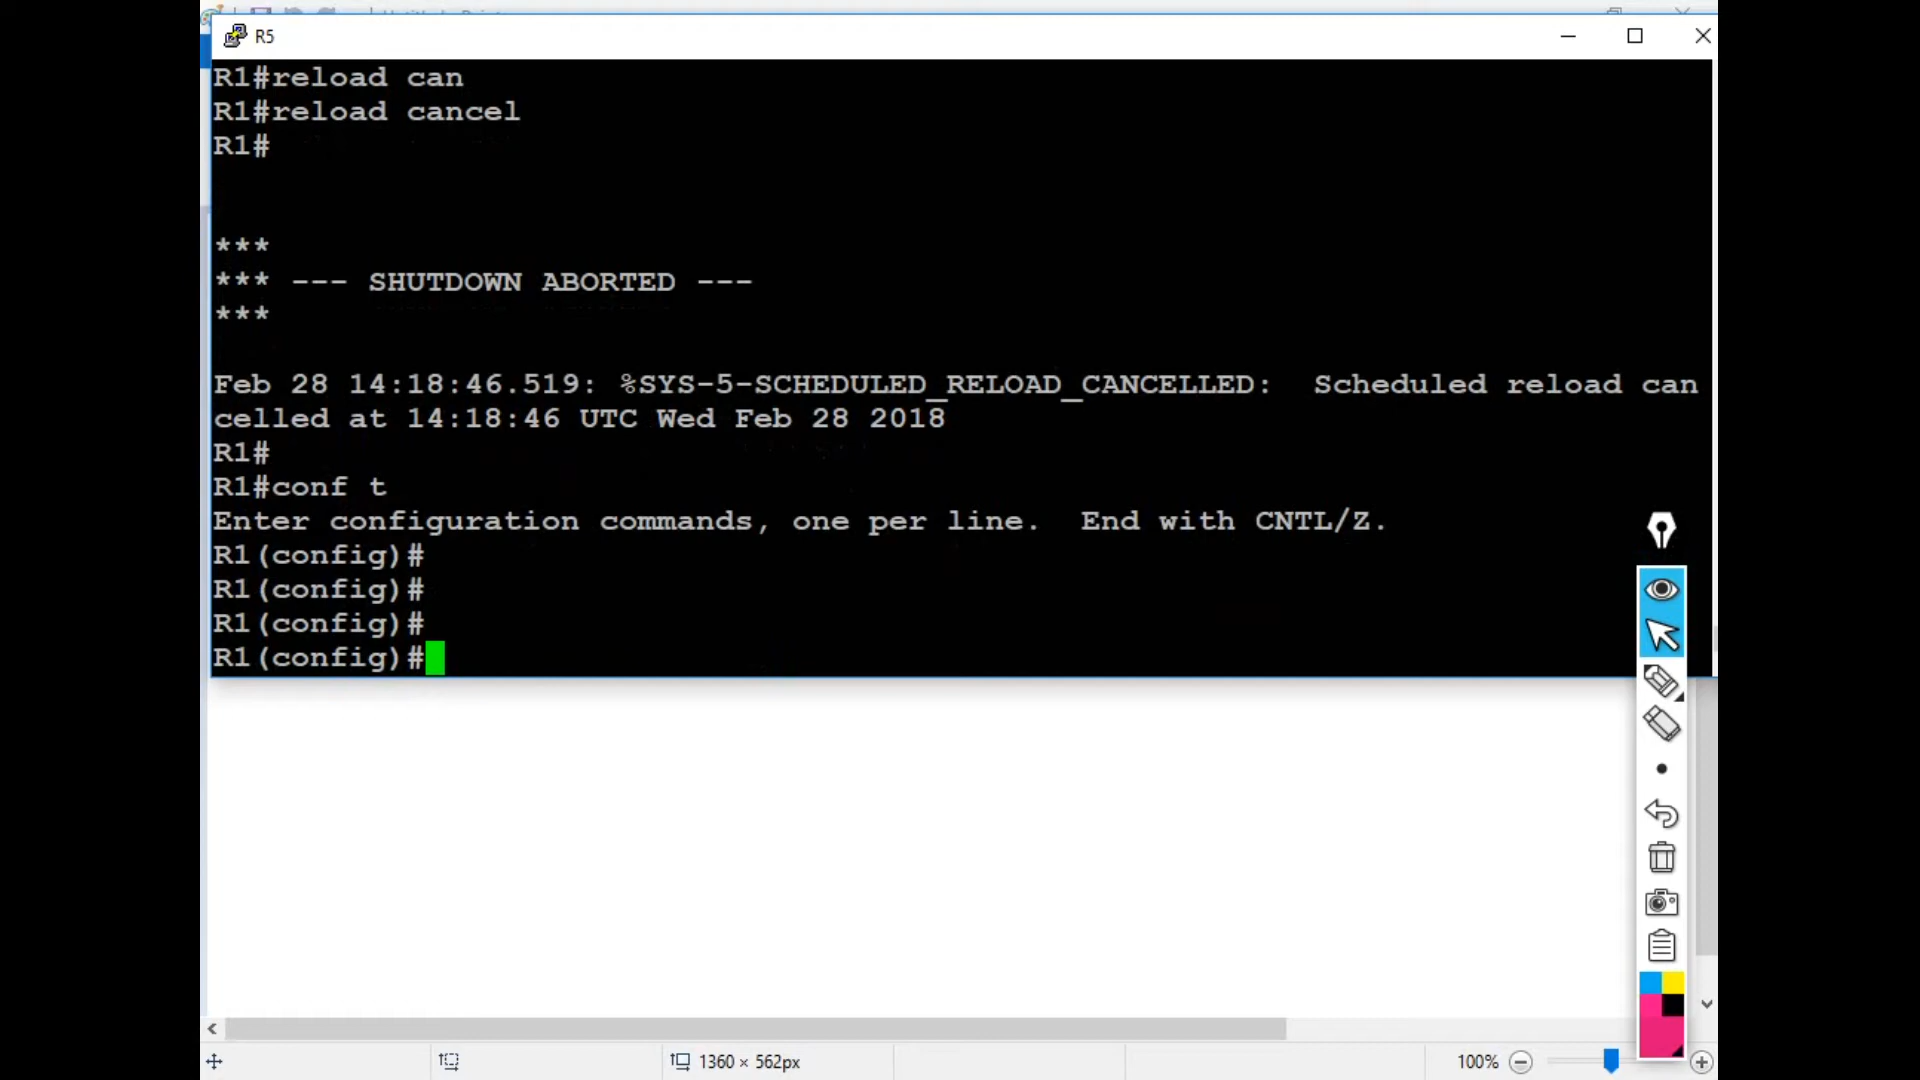 R5
R1#reload can
R1#reload cancel
R1#
***
*** --- SHUTDOWN ABORTED ---
***
Feb 28 14:18:46.519: %SYS-5-SCHEDULED_RELOAD_CANCELLED:  Scheduled reload can
celled at 14:18:46 UTC Wed Feb 28 2018
R1#
R1#conf t
Enter configuration commands, one per line.  End with CNTL/Z.
R1(config)#
R1(config)#
R1(config)#
R1(config)#
1360 × 562px
100%